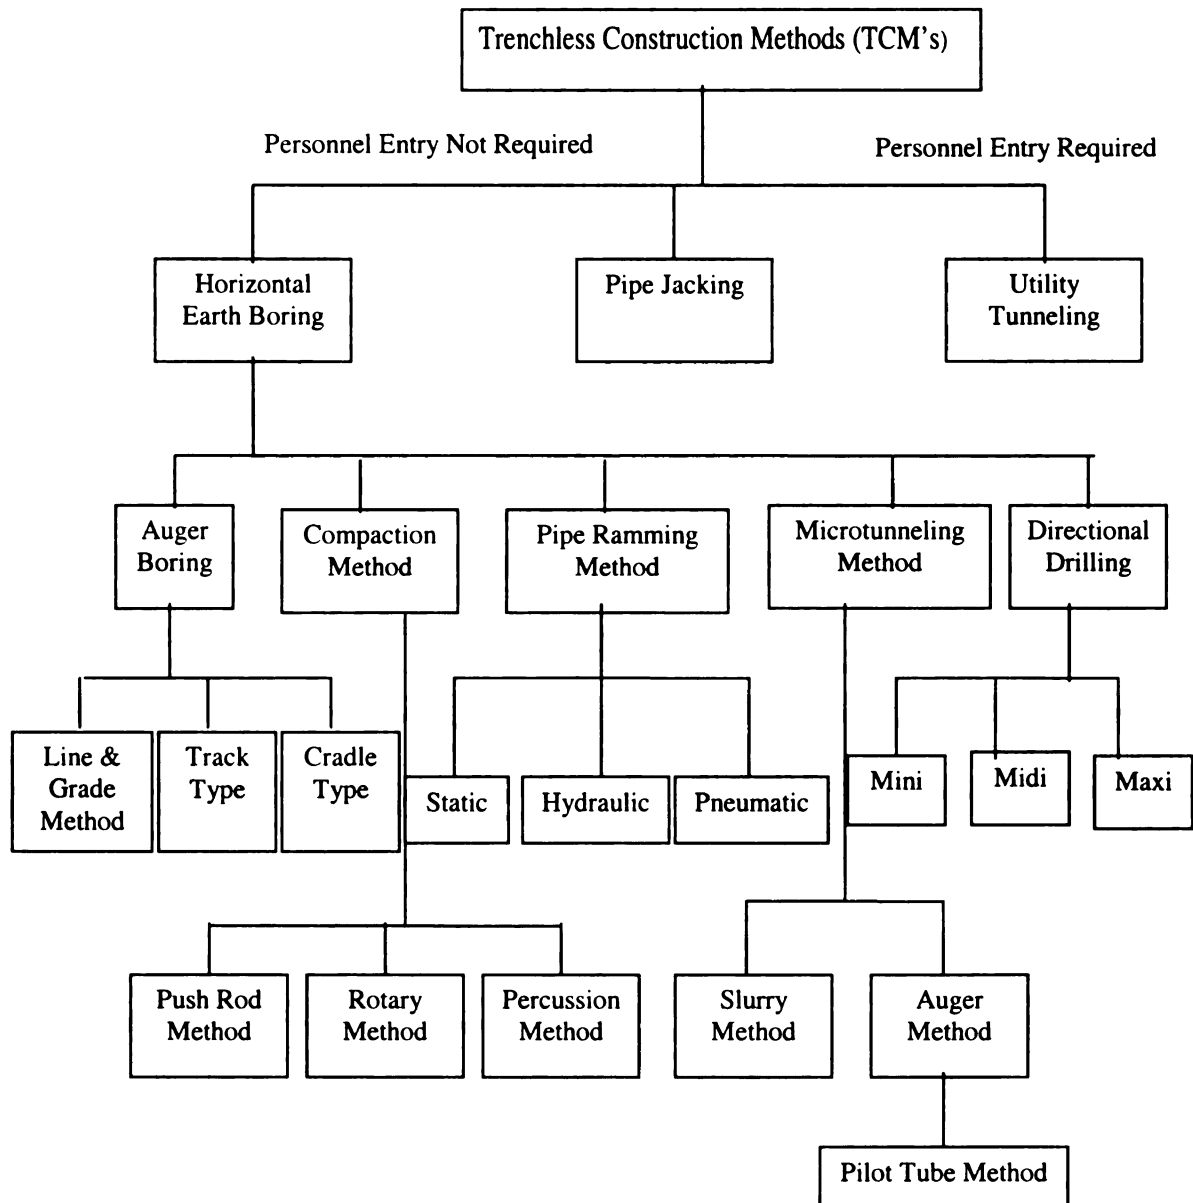 Trenchless Construction Methods (TCM's)
Personnel Entry Not Required
Personnel Entry Required
Horizontal
Earth Boring
Pipe Jacking
Utility
Tunneling
Auger
Boring
Compaction
Method
Pipe Ramming
Method
Microtunneling
Method
Directional
Drilling
Line &
Grade
Method
Track
Type
Cradle
Type
Static
Hydraulic
Pneumatic
Mini
Midi
Maxi
Push Rod
Method
Rotary
Method
Percussion
Method
Slurry
Method
Auger
Method
Pilot Tube Method